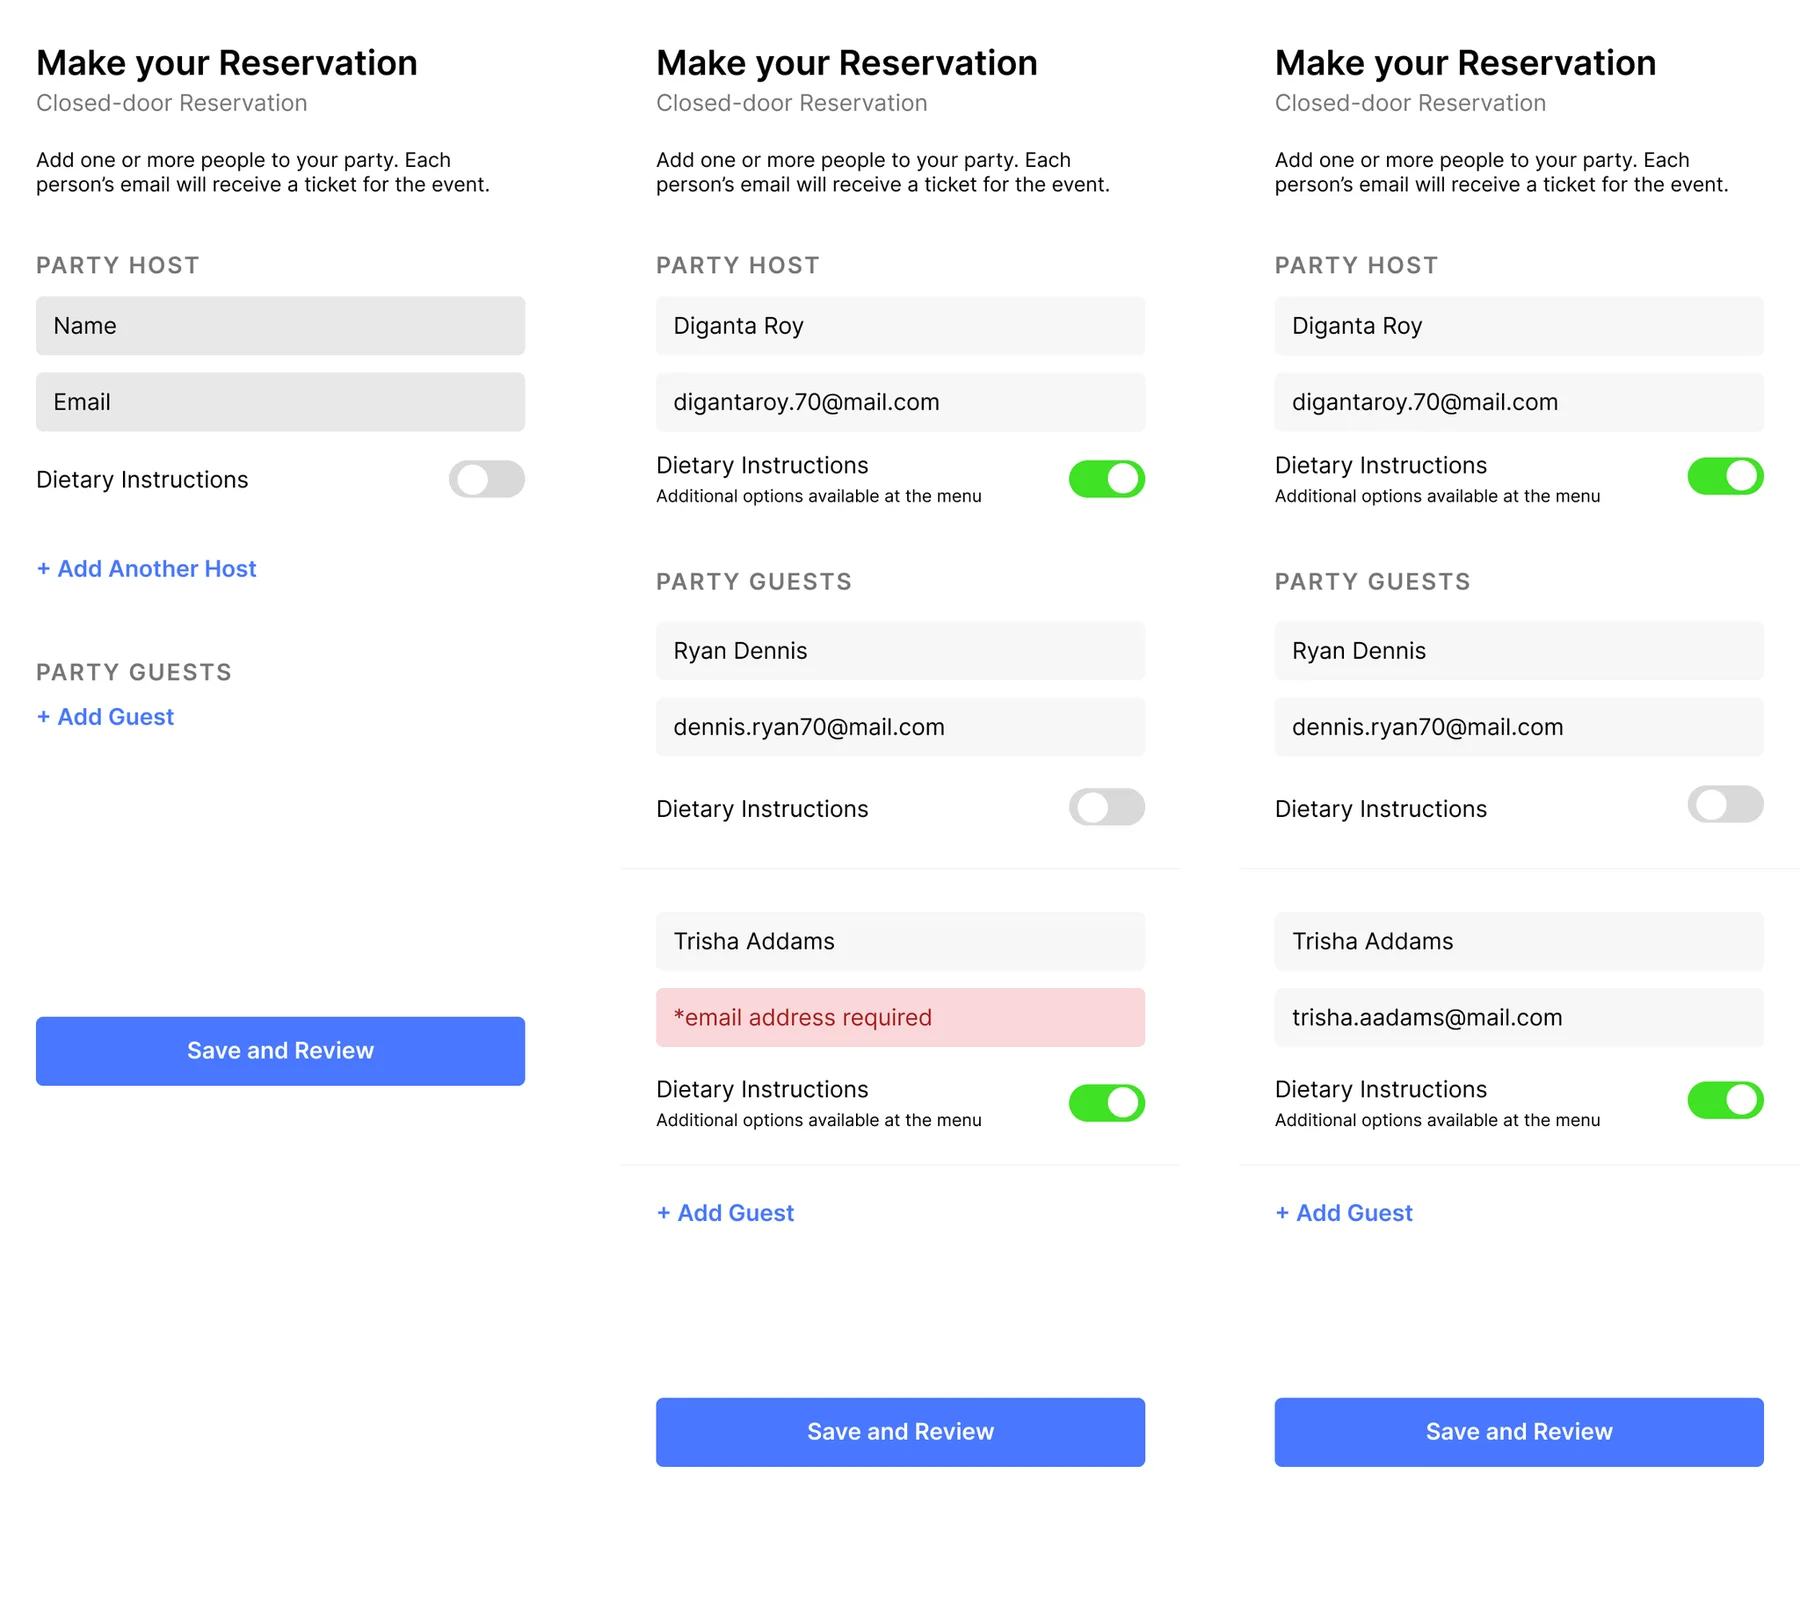 Make your Reservation
Closed-door Reservation
Add one or more people to your party. Each
person’s email will receive a ticket for the event.
PARTY HOST
Name
Email
Dietary Instructions
+ Add Another Host
PARTY GUESTS
+ Add Guest
Save and Review
Make your Reservation
Closed-door Reservation
Add one or more people to your party. Each
person’s email will receive a ticket for the event.
PARTY HOST
Diganta Roy
digantaroy.70@mail.com
Dietary Instructions
Additional options available at the menu
PARTY GUESTS
Ryan Dennis
dennis.ryan70@mail.com
Dietary Instructions
Trisha Addams
*email address required
Dietary Instructions
Additional options available at the menu
+ Add Guest
Save and Review
Make your Reservation
Closed-door Reservation
Add one or more people to your party. Each
person’s email will receive a ticket for the event.
PARTY HOST
Diganta Roy
digantaroy.70@mail.com
Dietary Instructions
Additional options available at the menu
PARTY GUESTS
Ryan Dennis
dennis.ryan70@mail.com
Dietary Instructions
Trisha Addams
trisha.aadams@mail.com
Dietary Instructions
Additional options available at the menu
+ Add Guest
Save and Review